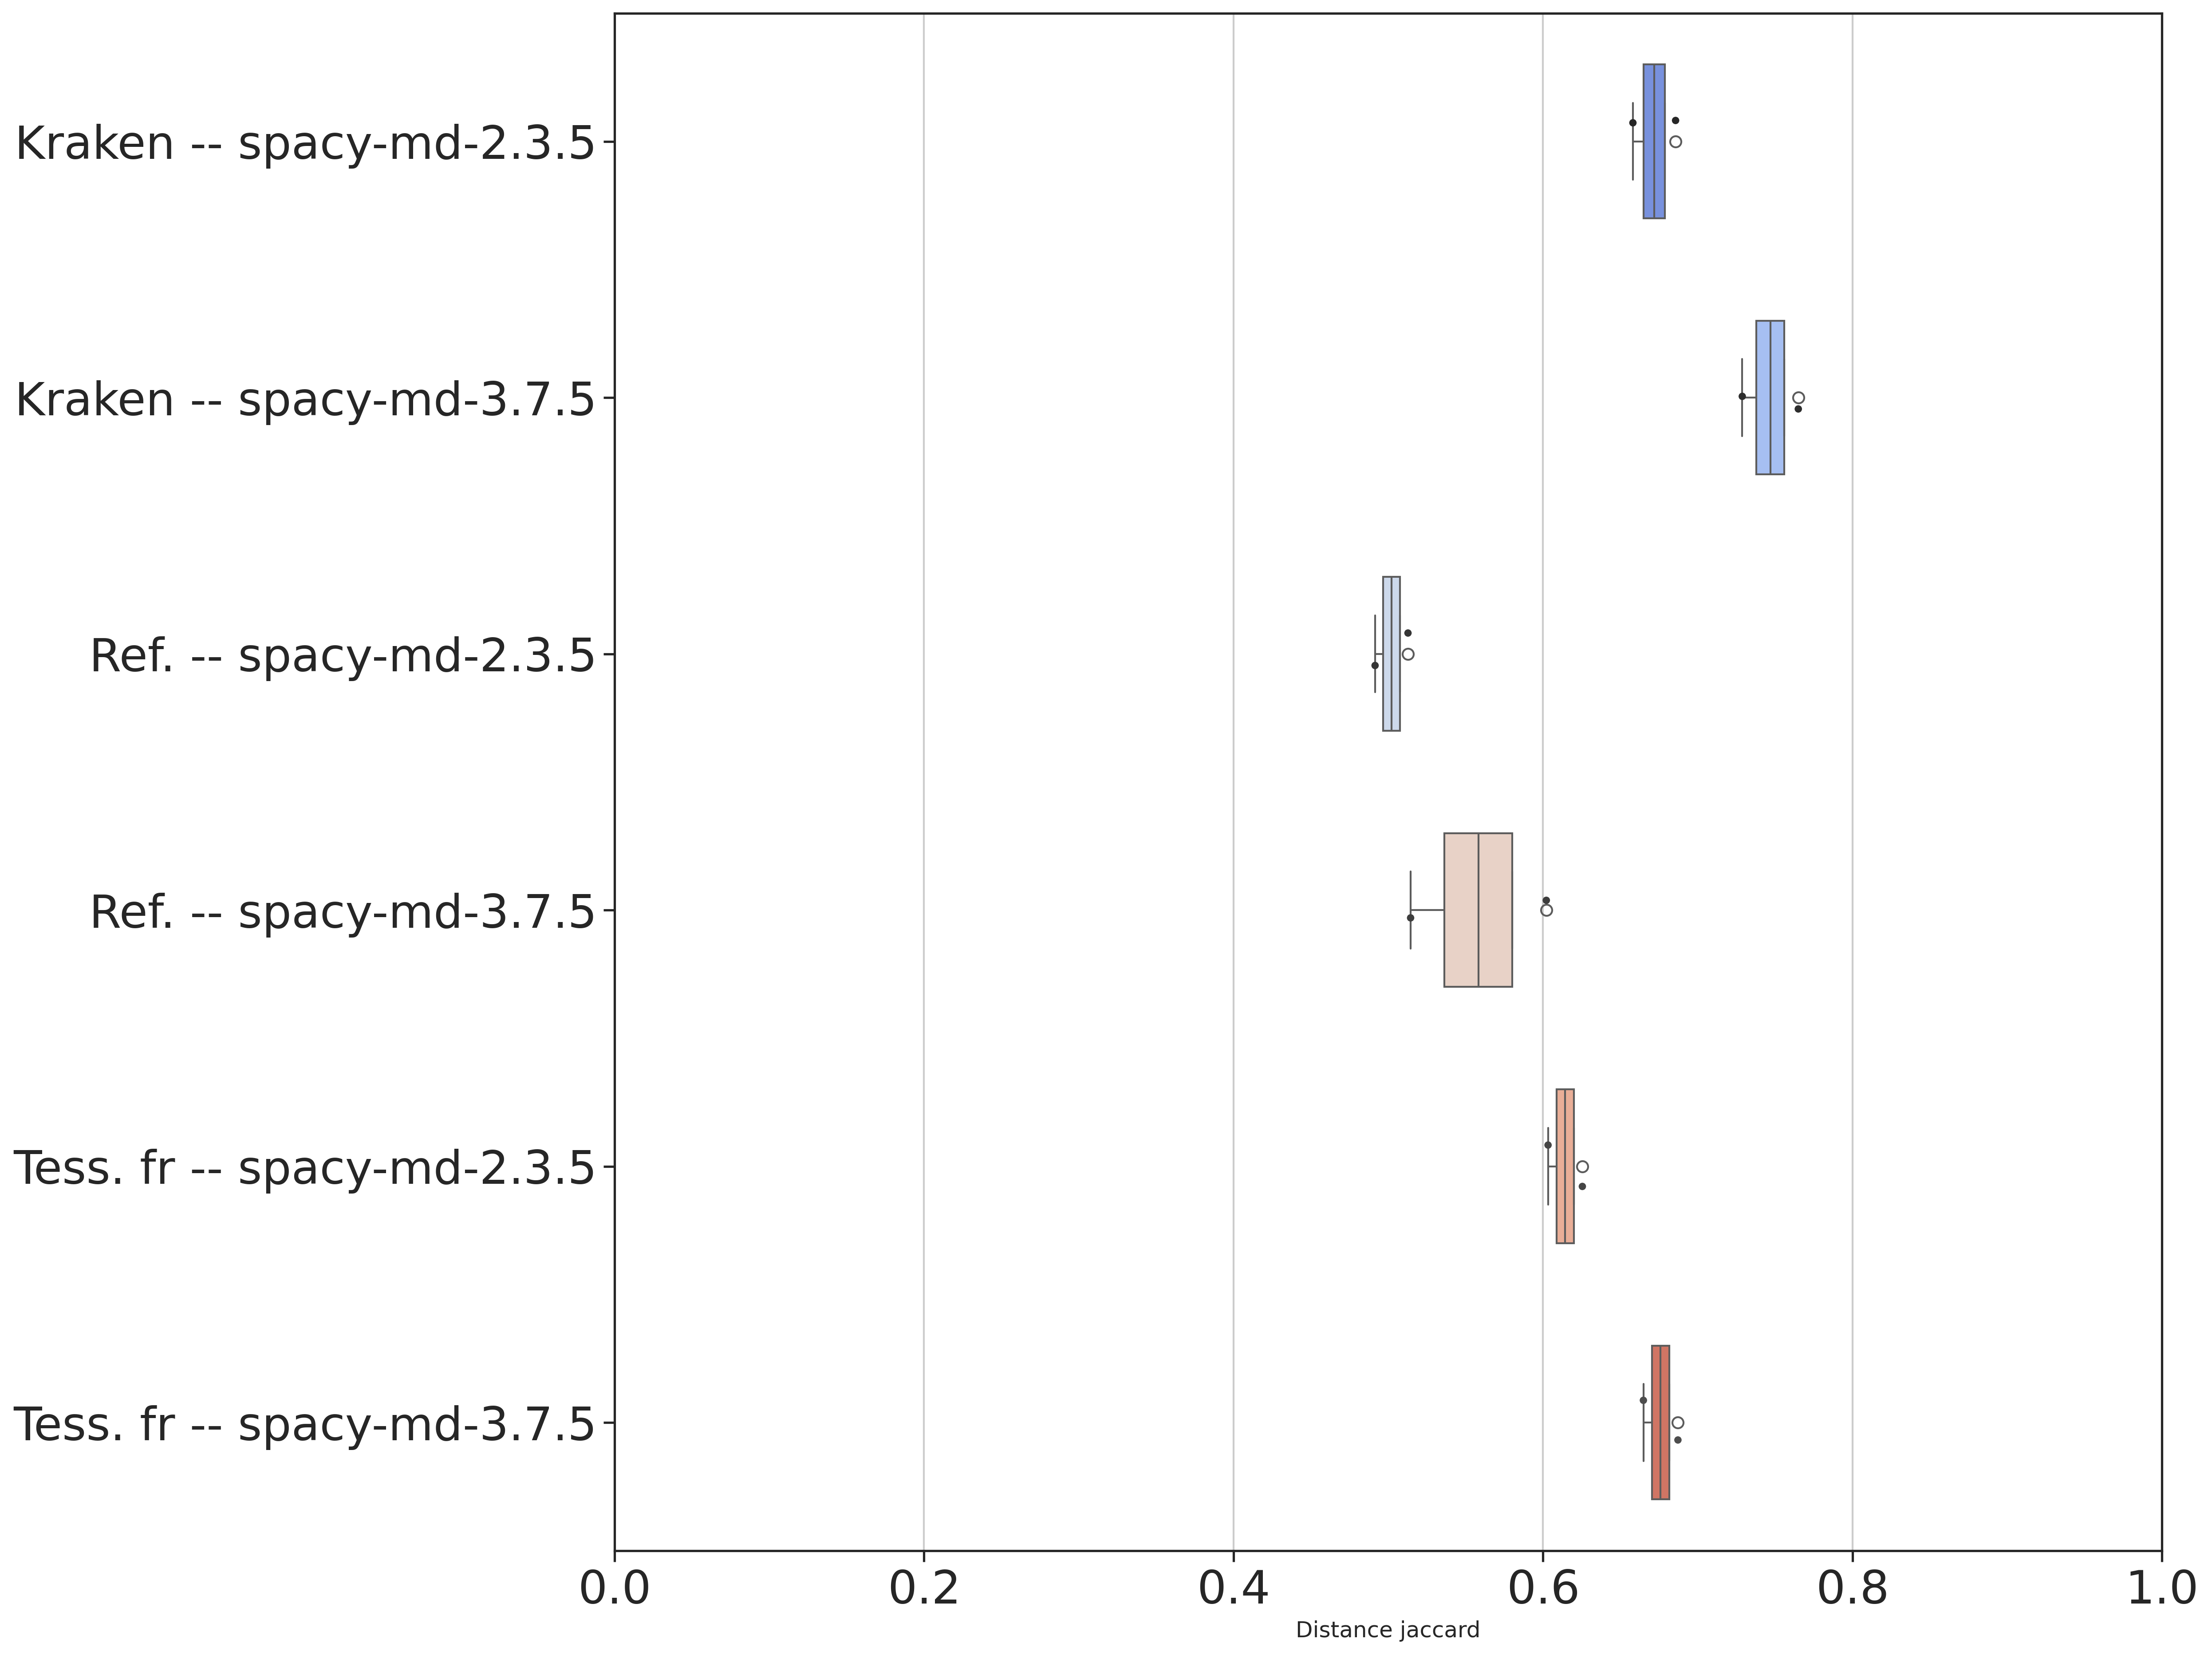 Kraken -- spacy-md-2.3.5
Kraken -- spacy-md-3.7.5
Ref. -- spacy-md-2.3.5
Ref. -- spacy-md-3.7.5
Tess. fr -- spacy-md-2.3.5
Tess. fr -- spacy-md-3.7.5
0.0 0.2 0.4 0.6 0.8 1.0
Distance jaccard